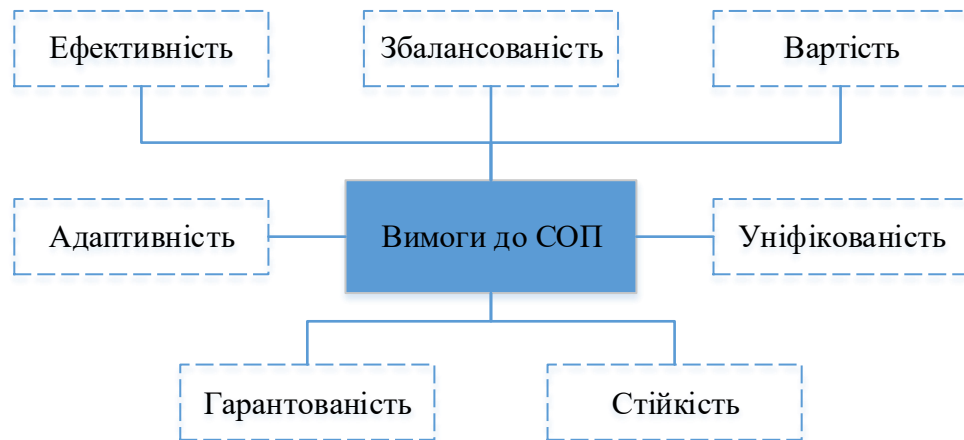 Ефективність
Збалансованість
Вартість
Адаптивність
Вимоги до СОП
Уніфікованість
Гарантованість
Стійкість